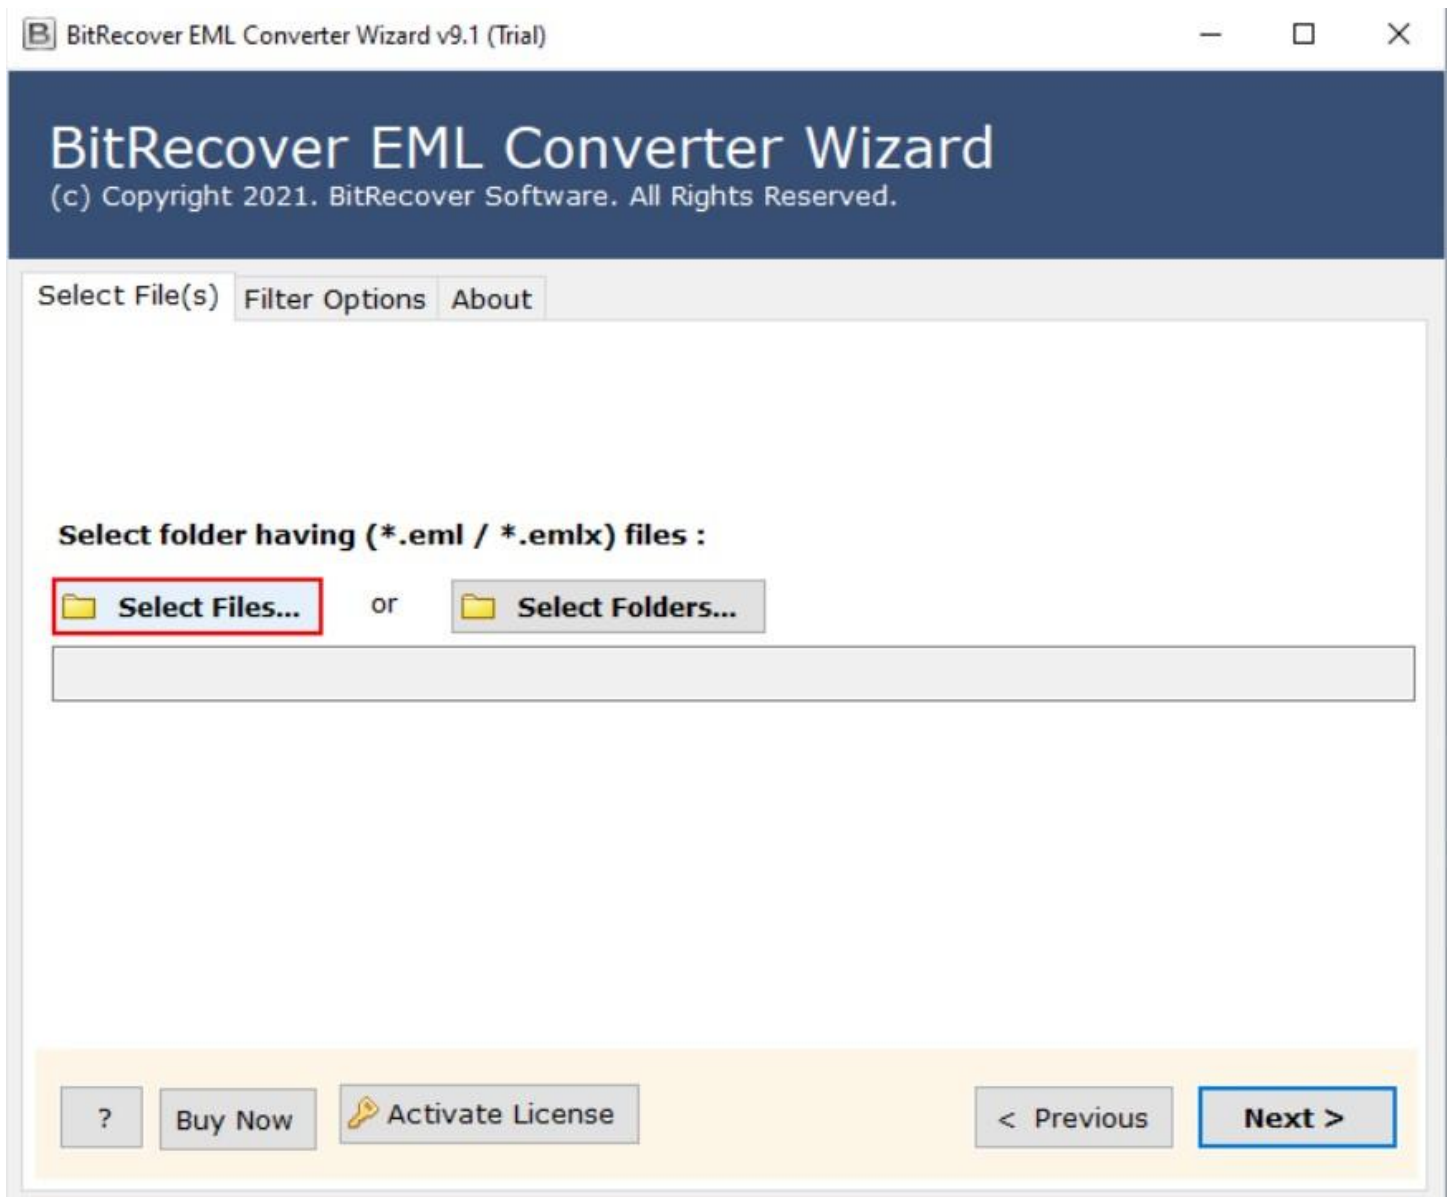 BitRecover EML Converter Wizard v9.1 (Trial)
BitRecover EML Converter Wizard
(c) Copyright 2021. BitRecover Software. All Rights Reserved.
Select File(s) Filter Options About
Select folder having (*.eml / *.emlx) files :
Select Files... or Select Folders...
? Buy Now Activate License < Previous Next >